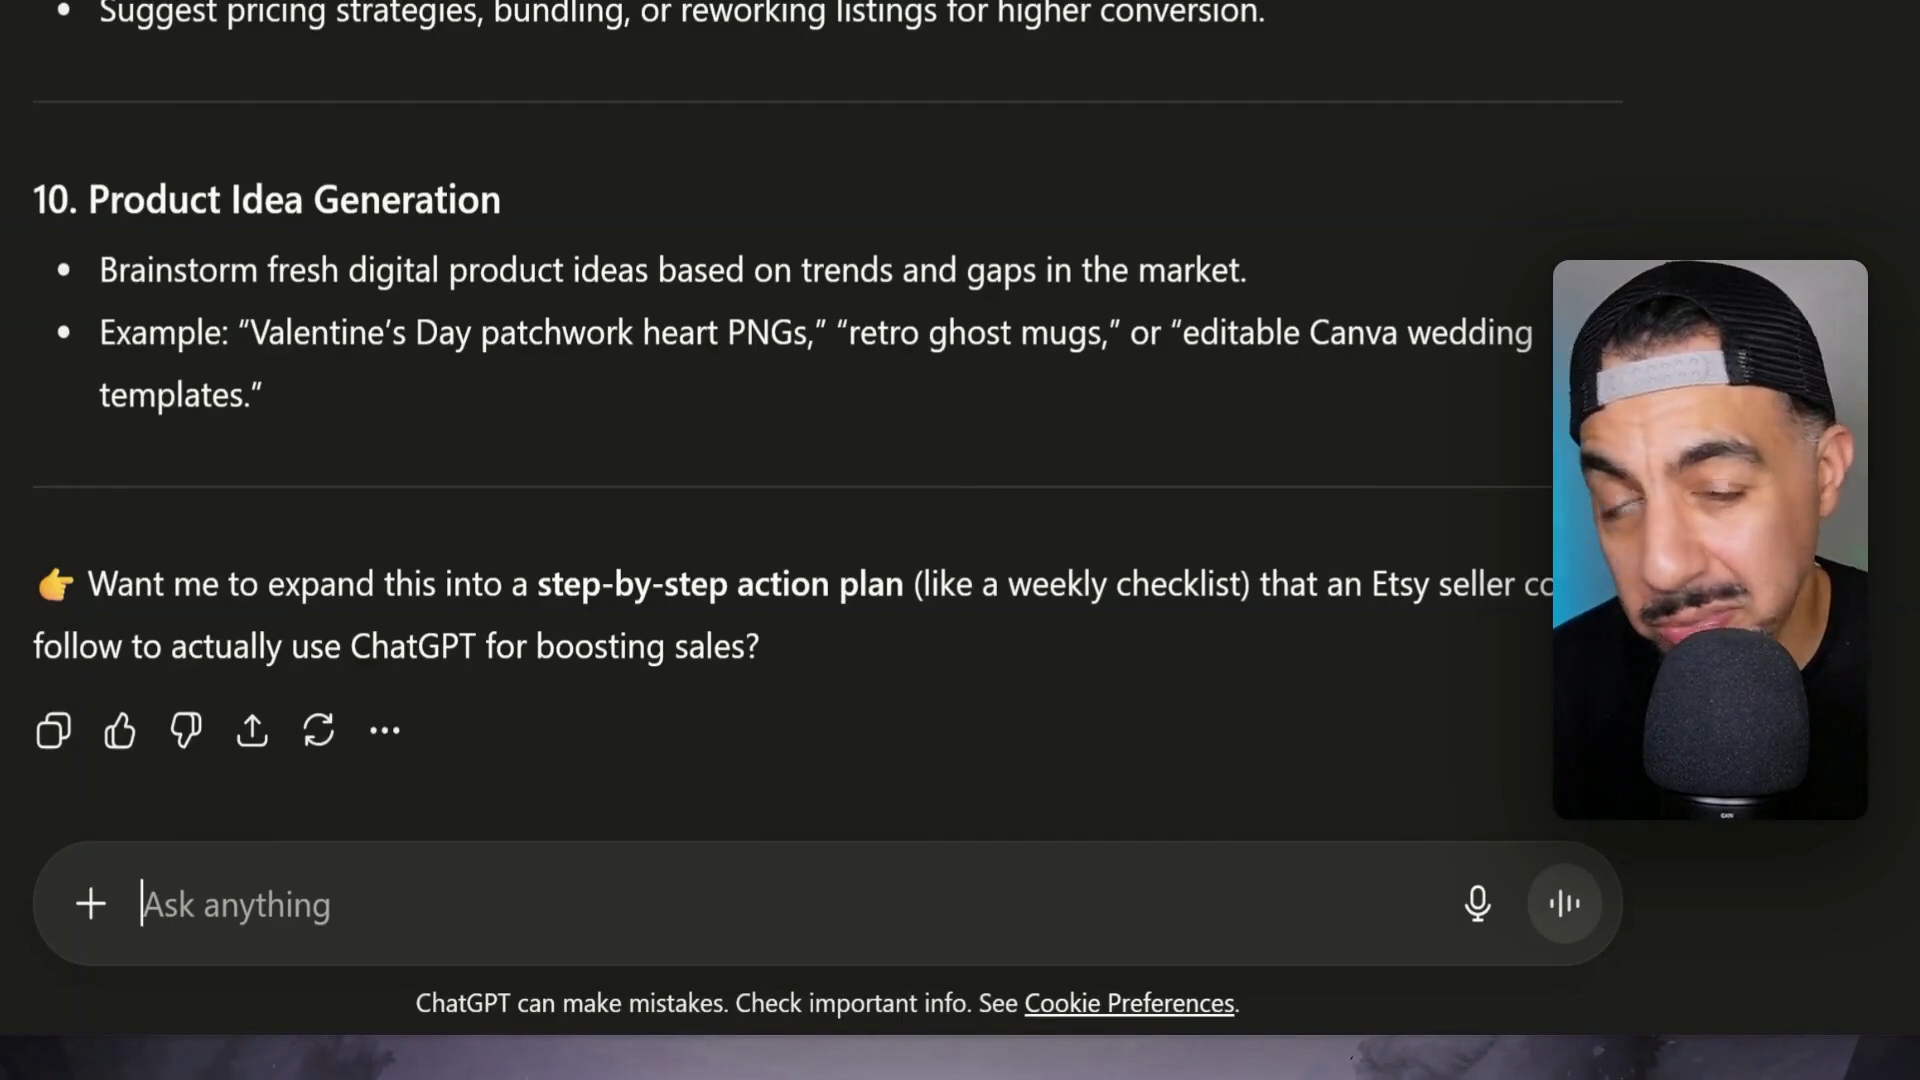 Suggest pricing strategies, bundling, or reworking listings for higher conversion.
10. Product Idea Generation
Brainstorm fresh digital product ideas based on trends and gaps in the market.
Example: “Valentine’s Day patchwork heart PNGs,” “retro ghost mugs,” or “editable Canva wedding
templates.”
👉 Want me to expand this into a step-by-step action plan (like a weekly checklist) that an Etsy seller
follow to actually use ChatGPT for boosting sales?
Ask anything
ChatGPT can make mistakes. Check important info. See Cookie Preferences.
GAIN